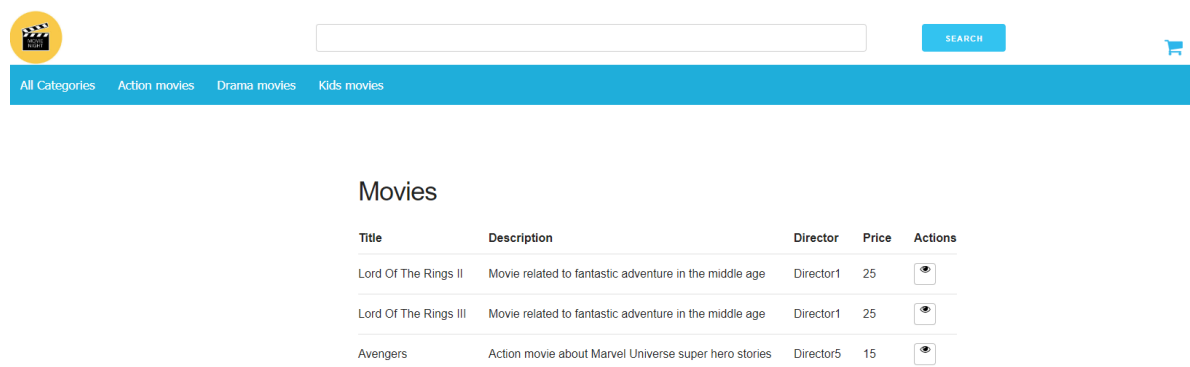 MOVIE
NIGHT
SEARCH
All Categories Action movies Drama movies Kids movies
Movies
Title Description Director Price Actions
Lord Of The Rings II Movie related to fantastic adventure in the middle age Director1 25
Lord Of The Rings III Movie related to fantastic adventure in the middle age Director1 25
Avengers Action movie about Marvel Universe super hero stories Director5 15